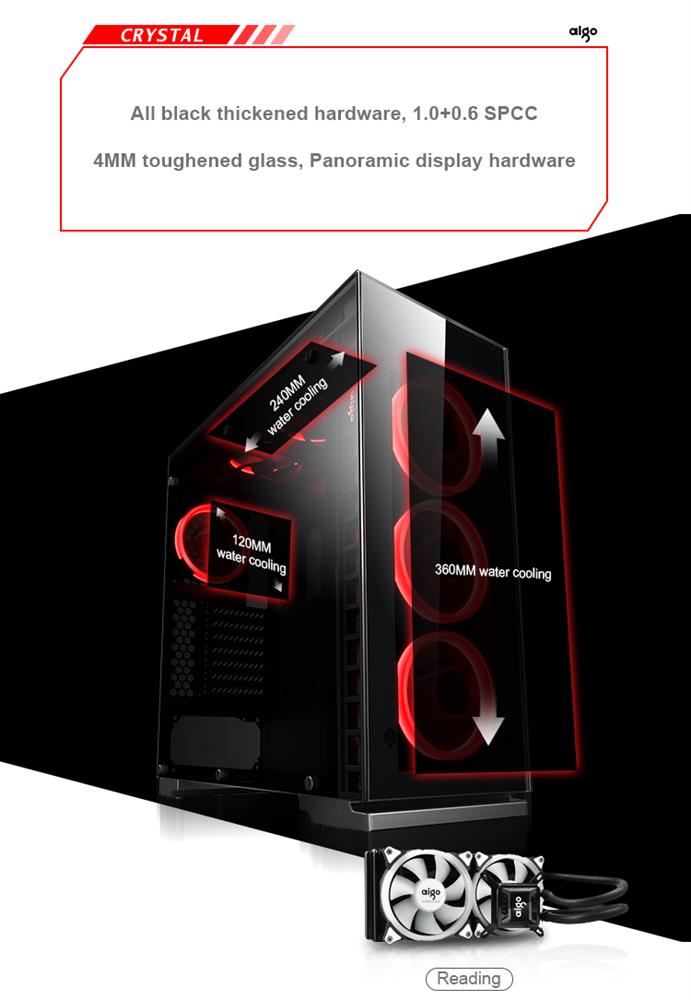 CRYSTAL
aigo
All black thickened hardware, 1.0+0.6 SPCC
4MM toughened glass, Panoramic display hardware
240MM
water cooling
120MM
water cooling
360MM water cooling
aigo
aigo
Reading